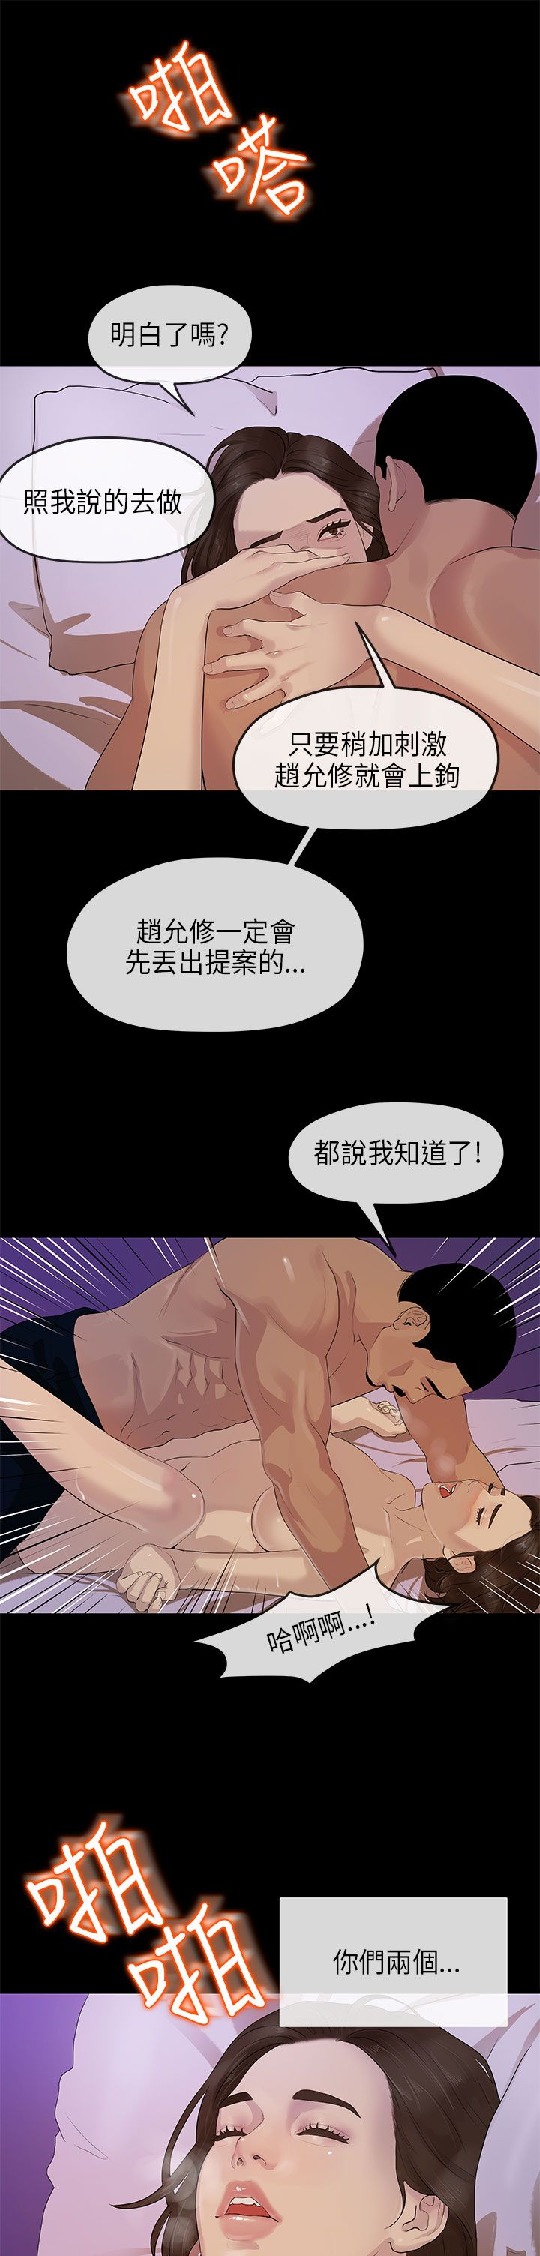 啪
嗒
明白了嗎?
照我說的去做
只要稍加刺激
趙允修就會上鉤
趙允修一定會
先丟出提案的...
都說我知道了!
哈啊啊...!
啪
啪
你們兩個...